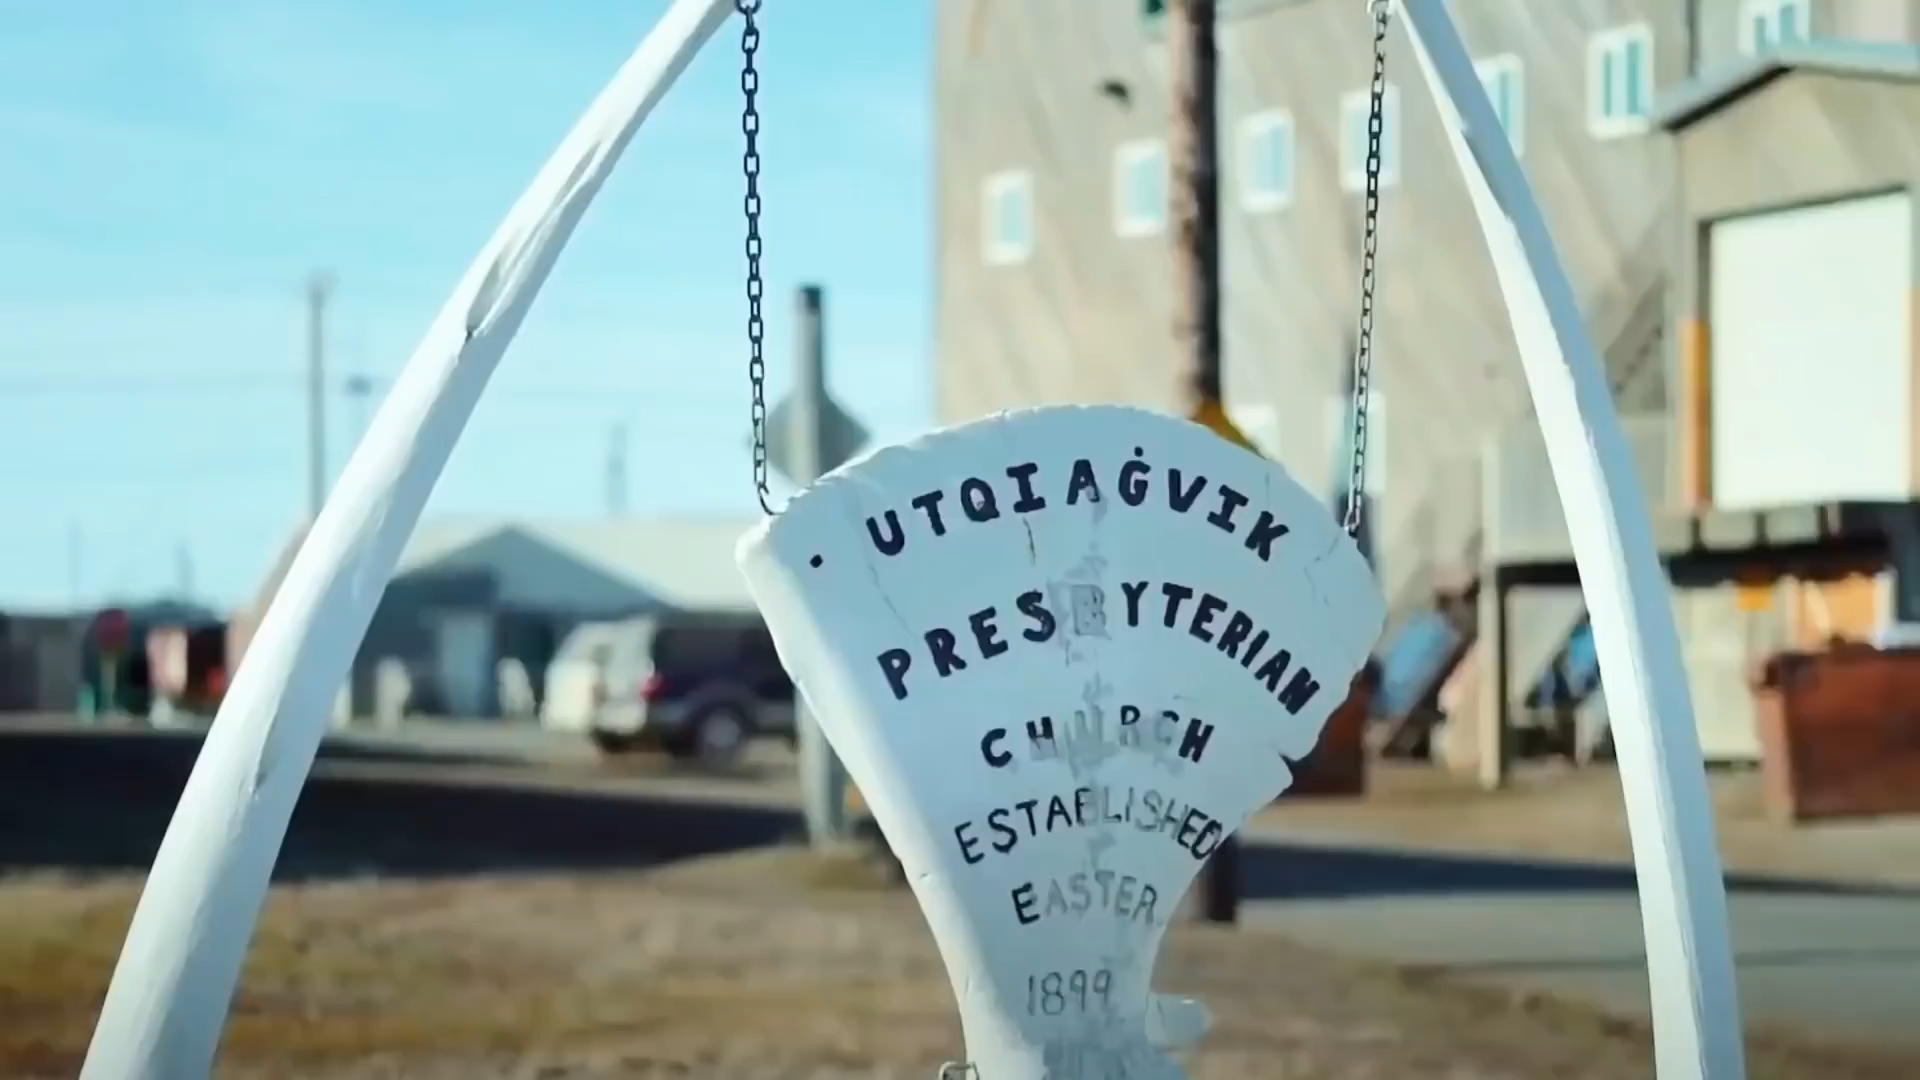 · UTQIAĠVIK
PRESBYTERIAN
CHURCH
ESTABLISHED
EASTER
1899